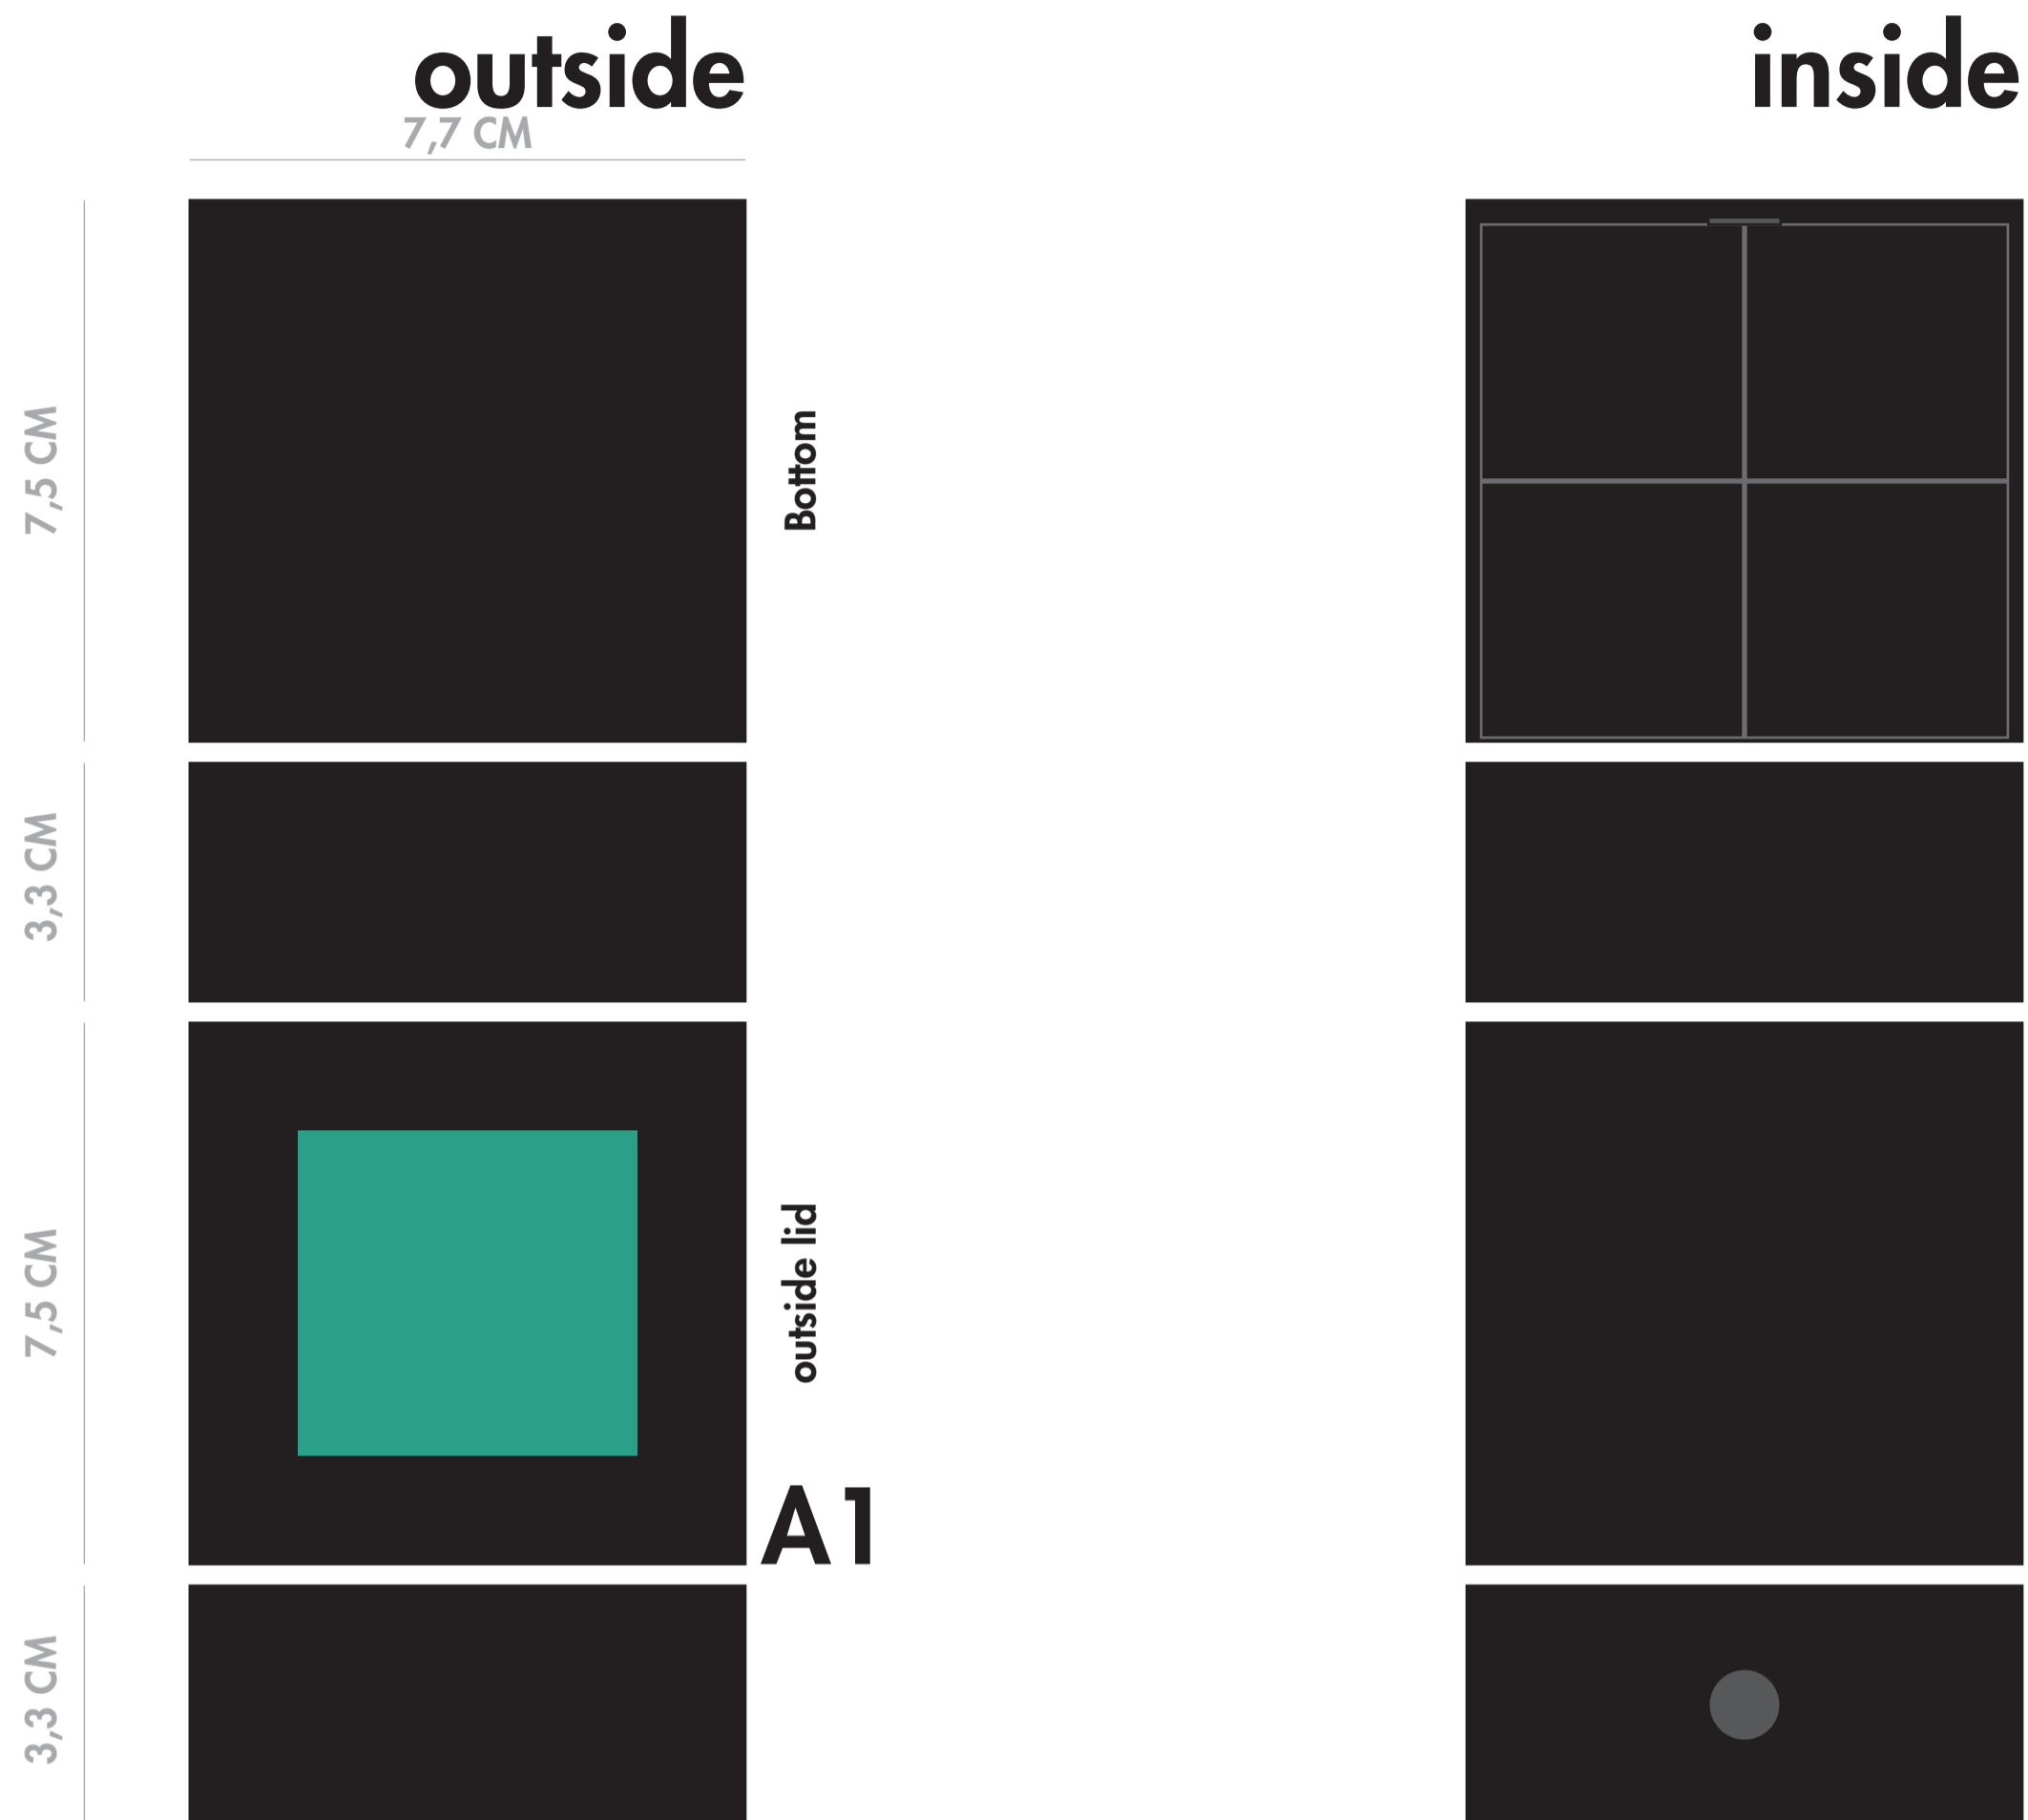 outside
inside
7,7 CM
7,5 CM
Bottom
3,3 CM
7,5 CM
outside lid
A1
3,3 CM